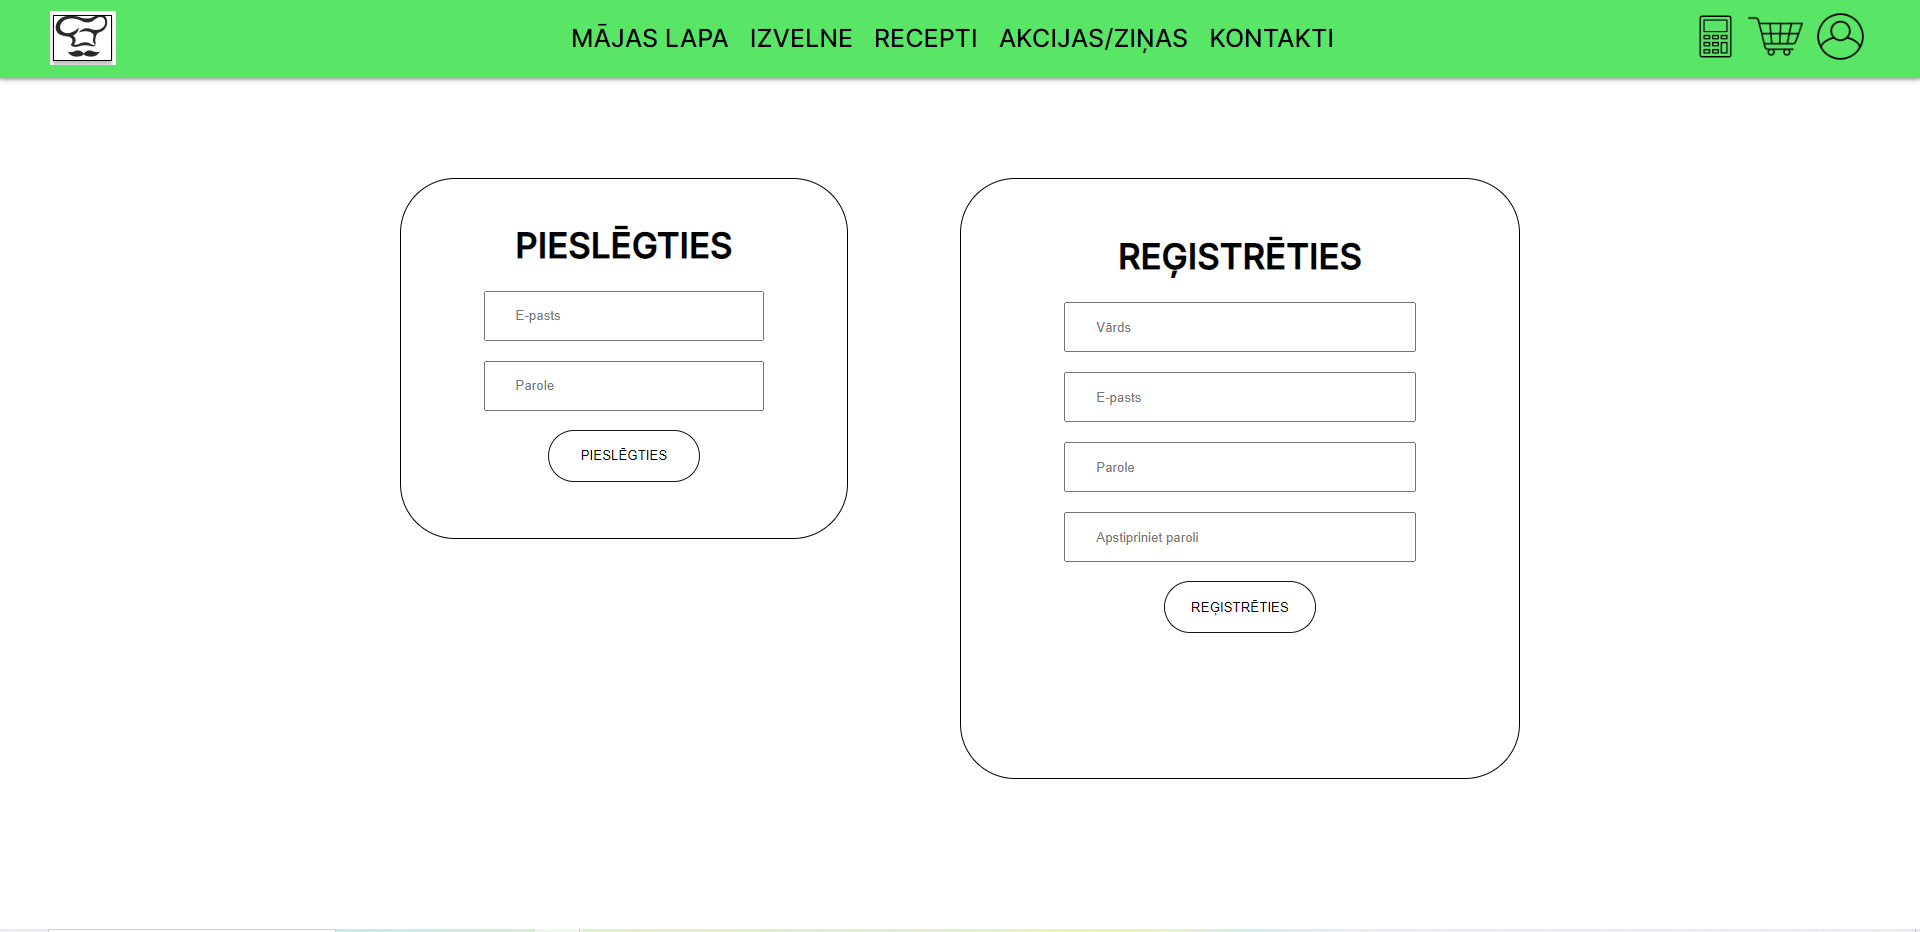 MĀJAS LAPA IZVELNE RECEPTI AKCIJAS/ZIŅAS KONTAKTI
PIESLĒGTIES
E-pasts
Parole
PIESLĒGTIES
REĢISTRĒTIES
Vārds
E-pasts
Parole
Apstipriniet paroli
REĢISTRĒTIES